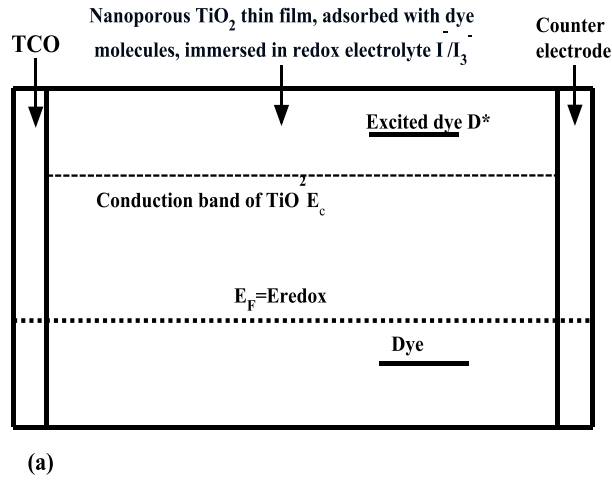 Nanoporous TiO2 thin film, adsorbed with dye
molecules, immersed in redox electrolyte I-/I3-
TCO
Counter
electrode
Excited dye D*
Conduction band of TiO2 Ec
EF=Eredox
Dye
(a)